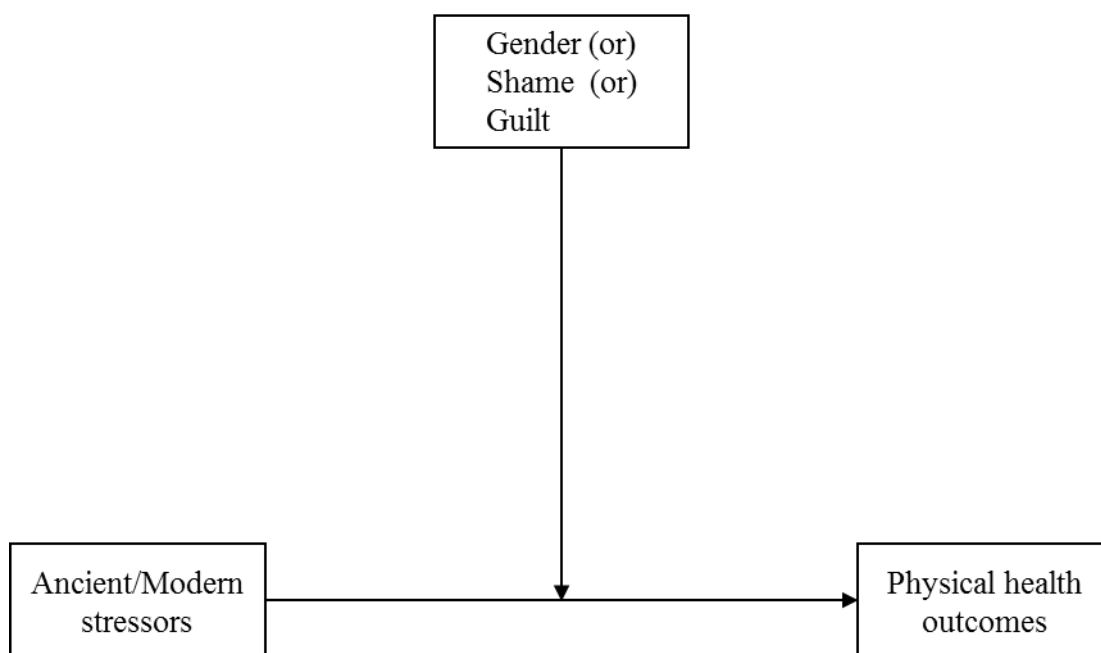 Gender (or)
Shame (or)
Guilt
Ancient/Modern
stressors
Physical health
outcomes